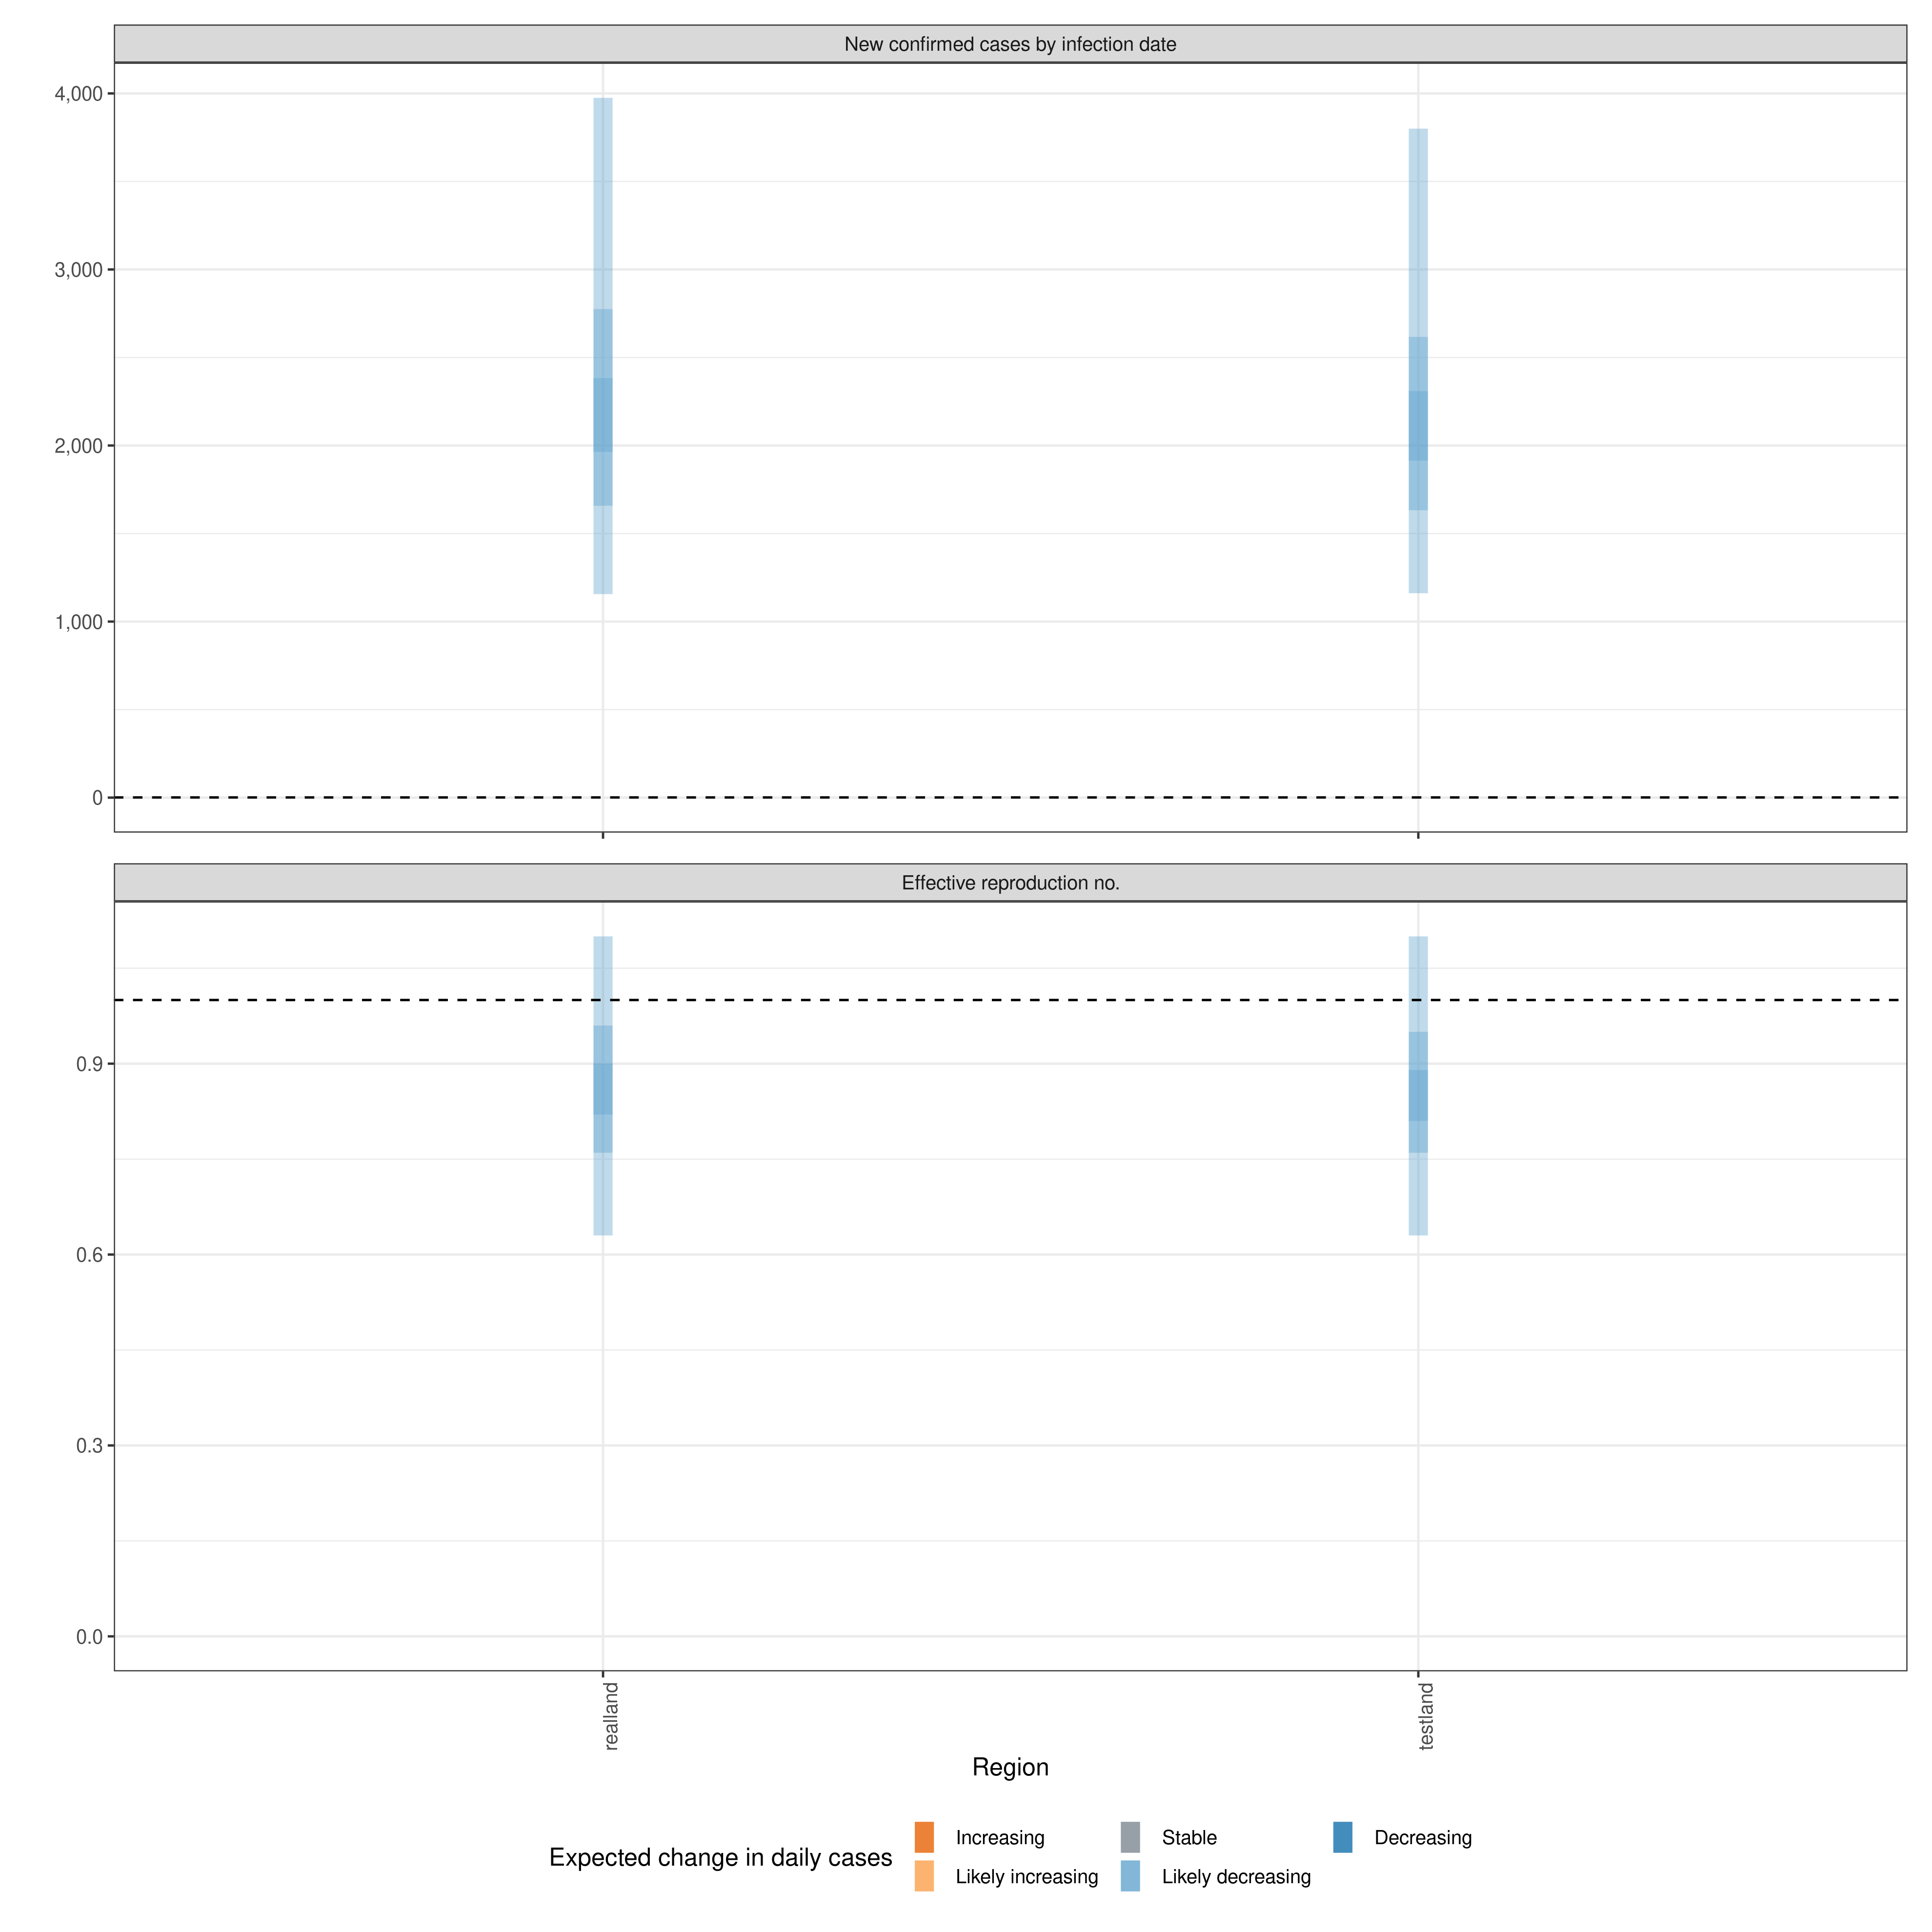 New confirmed cases by infection date
4,000
3,000
2,000
1,000
0
Effective reproduction no.
0.9
0.6
0.3
0.0
realland
testland
Region
Expected change in daily cases
Increasing
Likely increasing
Stable
Likely decreasing
Decreasing